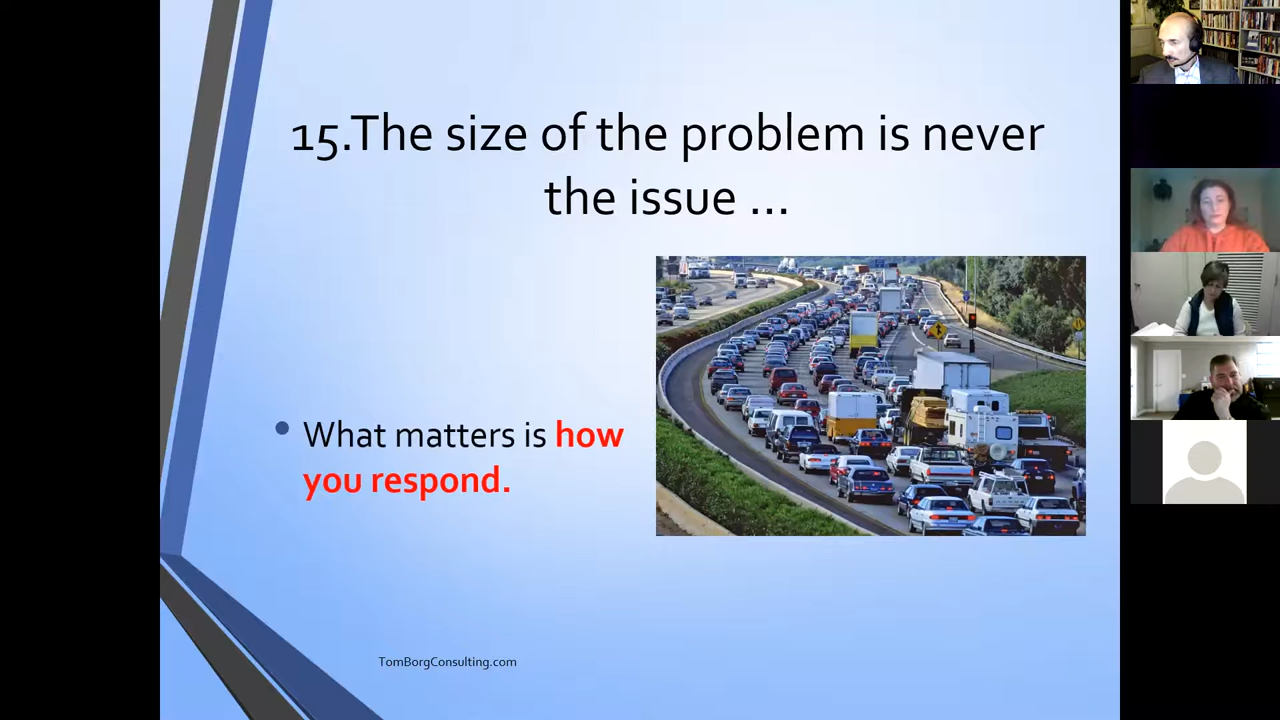 15.The size of the problem is never
the issue ...
• What matters is how
you respond.
TomBorgConsulting.com